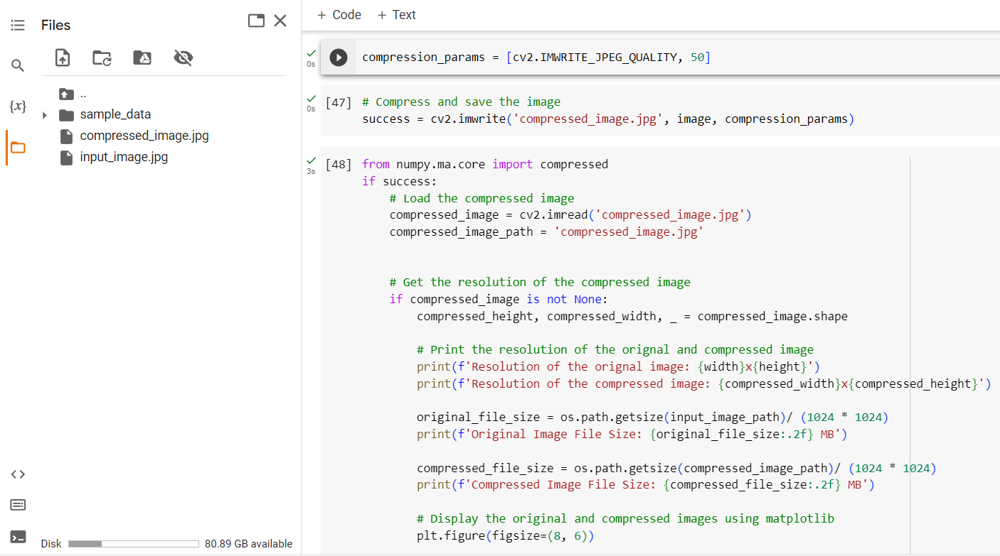 Files
{x}
..
sample_data
compressed_image.jpg
input_image.jpg
Disk 80.89 GB available
+ Code + Text
0s
compression_params = [cv2.IMWRITE_JPEG_QUALITY, 50]
0s
[47] # Compress and save the image
success = cv2.imwrite('compressed_image.jpg', image, compression_params)
3s
[48] from numpy.ma.core import compressed
if success:
    # Load the compressed image
    compressed_image = cv2.imread('compressed_image.jpg')
    compressed_image_path = 'compressed_image.jpg'
    # Get the resolution of the compressed image
    if compressed_image is not None:
        compressed_height, compressed_width, _ = compressed_image.shape
        # Print the resolution of the orignal and compressed image
        print(f'Resolution of the orignal image: {width}x{height}')
        print(f'Resolution of the compressed image: {compressed_width}x{compressed_height}')
        original_file_size = os.path.getsize(input_image_path)/ (1024 * 1024)
        print(f'Original Image File Size: {original_file_size:.2f} MB')
        compressed_file_size = os.path.getsize(compressed_image_path)/ (1024 * 1024)
        print(f'Compressed Image File Size: {compressed_file_size:.2f} MB')
        # Display the original and compressed images using matplotlib
        plt.figure(figsize=(8, 6))